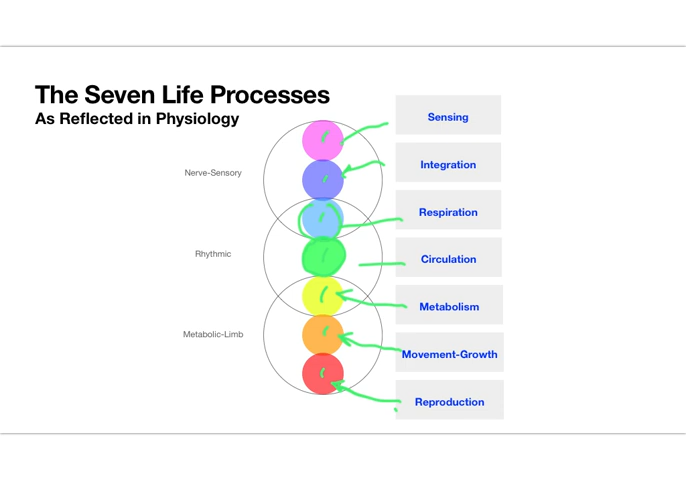 The Seven Life Processes
As Reflected in Physiology
Nerve-Sensory
Rhythmic
Metabolic-Limb
Sensing
Integration
Respiration
Circulation
Metabolism
Movement-Growth
Reproduction